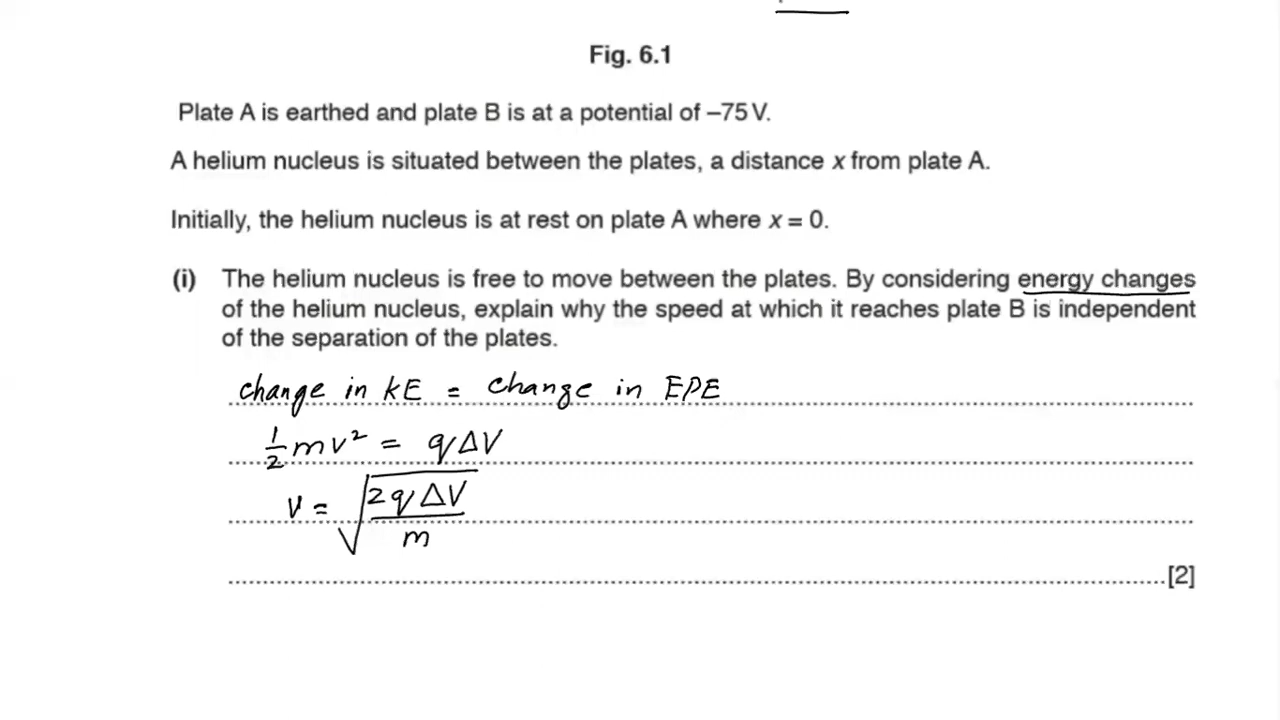 Fig. 6.1
Plate A is earthed and plate B is at a potential of –75 V.
A helium nucleus is situated between the plates, a distance x from plate A.
Initially, the helium nucleus is at rest on plate A where x = 0.
(i) The helium nucleus is free to move between the plates. By considering energy changes
of the helium nucleus, explain why the speed at which it reaches plate B is independent
of the separation of the plates.
change in kE = change in EPE
1/2 mv² = qΔV
v = √(2qΔV/m)
[2]